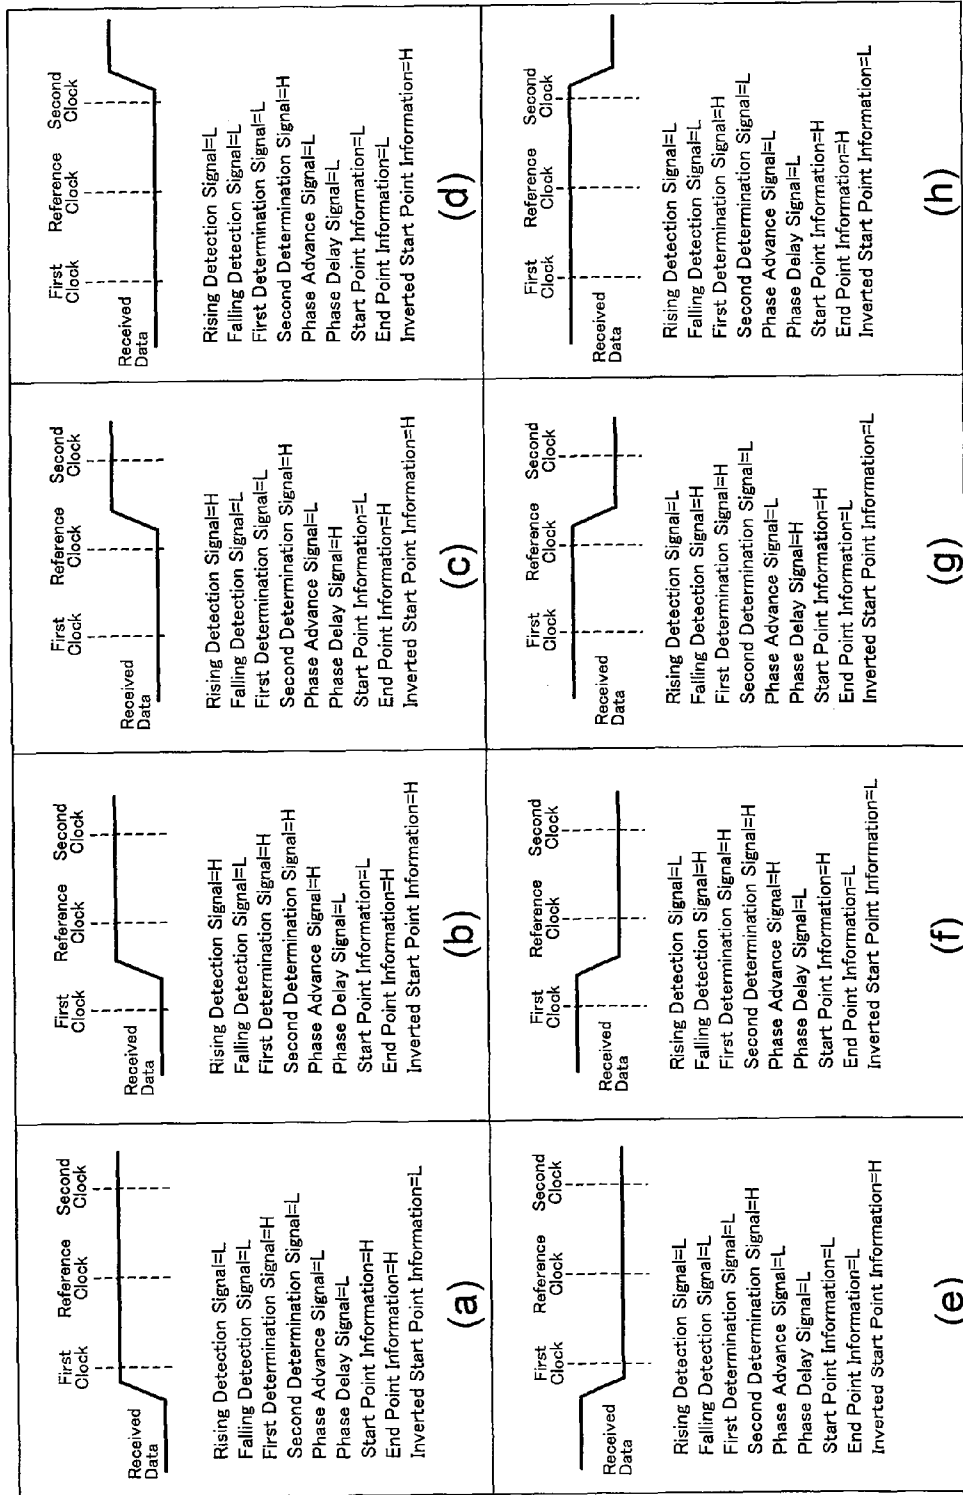 First Clock
Reference Clock
Second Clock
Received Data
Rising Detection Signal=L
Falling Detection Signal=L
First Determination Signal=H
Second Determination Signal=L
Phase Advance Signal=L
Phase Delay Signal=L
Start Point Information=H
End Point Information=H
Inverted Start Point Information=L
(a)
First Clock
Reference Clock
Second Clock
Received Data
Rising Detection Signal=H
Falling Detection Signal=L
First Determination Signal=H
Second Determination Signal=H
Phase Advance Signal=H
Phase Delay Signal=L
Start Point Information=L
End Point Information=H
Inverted Start Point Information=H
(b)
First Clock
Reference Clock
Second Clock
Received Data
Rising Detection Signal=H
Falling Detection Signal=L
First Determination Signal=L
Second Determination Signal=H
Phase Advance Signal=L
Phase Delay Signal=H
Start Point Information=L
End Point Information=H
Inverted Start Point Information=H
(c)
First Clock
Reference Clock
Second Clock
Received Data
Rising Detection Signal=L
Falling Detection Signal=L
First Determination Signal=L
Second Determination Signal=H
Phase Advance Signal=L
Phase Delay Signal=L
Start Point Information=L
End Point Information=L
Inverted Start Point Information=H
(d)
First Clock
Reference Clock
Second Clock
Received Data
Rising Detection Signal=L
Falling Detection Signal=L
First Determination Signal=L
Second Determination Signal=H
Phase Advance Signal=L
Phase Delay Signal=L
Start Point Information=L
End Point Information=L
Inverted Start Point Information=H
(e)
First Clock
Reference Clock
Second Clock
Received Data
Rising Detection Signal=L
Falling Detection Signal=H
First Determination Signal=H
Second Determination Signal=H
Phase Advance Signal=H
Phase Delay Signal=L
Start Point Information=H
End Point Information=L
Inverted Start Point Information=L
(f)
First Clock
Reference Clock
Second Clock
Received Data
Rising Detection Signal=L
Falling Detection Signal=H
First Determination Signal=H
Second Determination Signal=L
Phase Advance Signal=L
Phase Delay Signal=H
Start Point Information=H
End Point Information=L
Inverted Start Point Information=L
(g)
First Clock
Reference Clock
Second Clock
Received Data
Rising Detection Signal=L
Falling Detection Signal=L
First Determination Signal=H
Second Determination Signal=L
Phase Advance Signal=L
Phase Delay Signal=L
Start Point Information=H
End Point Information=H
Inverted Start Point Information=L
(h)